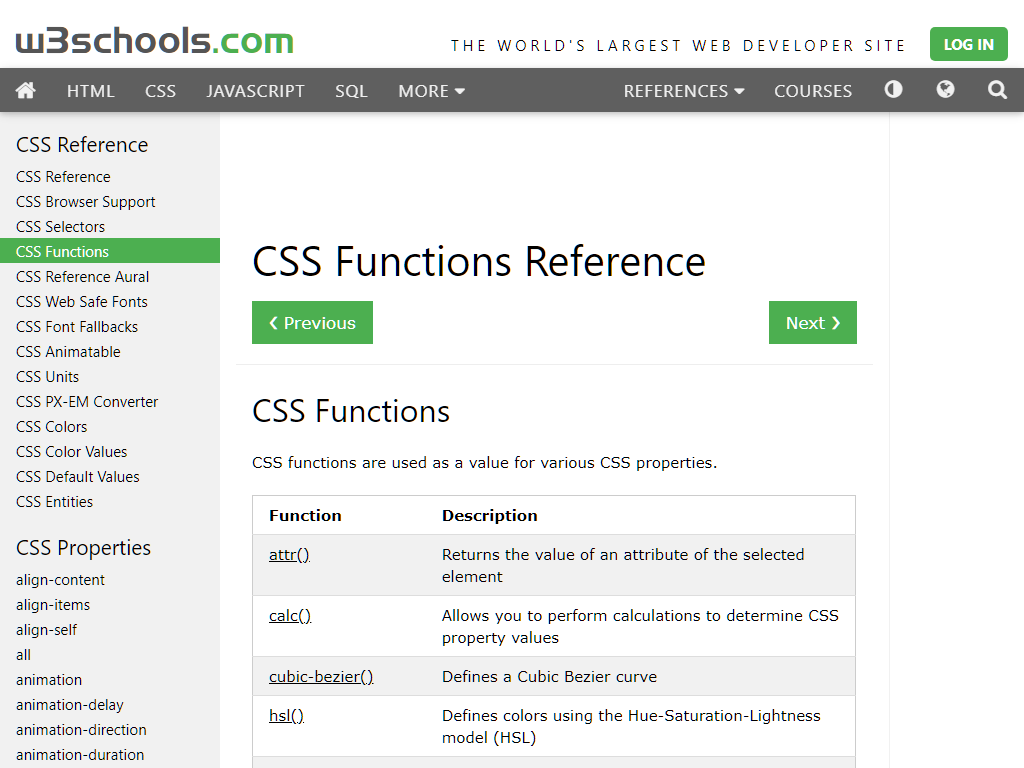 w3schools.com
THE WORLD'S LARGEST WEB DEVELOPER SITE
LOG IN
HTML
CSS
JAVASCRIPT
SQL
MORE
REFERENCES
COURSES
CSS Reference
CSS Reference
CSS Browser Support
CSS Selectors
CSS Functions
CSS Reference Aural
CSS Web Safe Fonts
CSS Font Fallbacks
CSS Animatable
CSS Units
CSS PX-EM Converter
CSS Colors
CSS Color Values
CSS Default Values
CSS Entities
CSS Properties
align-content
align-items
align-self
all
animation
animation-delay
animation-direction
animation-duration
CSS Functions Reference
❮ Previous
Next ❯
CSS Functions
CSS functions are used as a value for various CSS properties.
Function Description
attr() Returns the value of an attribute of the selected
element
calc() Allows you to perform calculations to determine CSS
property values
cubic-bezier() Defines a Cubic Bezier curve
hsl() Defines colors using the Hue-Saturation-Lightness
model (HSL)